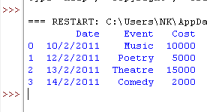 >>>
=== RESTART: C:\Users\NK\AppDa
Date Event Cost
0 10/2/2011 Music 10000
1 12/2/2011 Poetry 5000
2 13/2/2011 Theatre 15000
3 14/2/2011 Comedy 2000
>>>